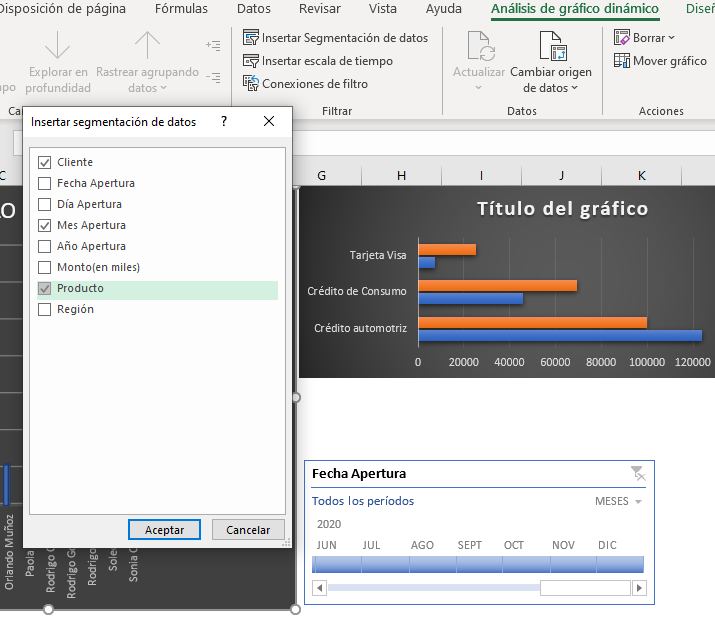 Disposición de página Fórmulas Datos Revisar Vista Ayuda Análisis de gráfico dinámico Diseñ
Explorar en profundidad
Rastrear agrupando datos
Insertar Segmentación de datos
Insertar escala de tiempo
Conexiones de filtro
Filtrar
Actualizar
Cambiar origen de datos
Datos
Borrar
Mover gráfico
Acciones
po
Ca
Insertar segmentación de datos ? 
Cliente
Fecha Apertura
Día Apertura
Mes Apertura
Año Apertura
Monto(en miles)
Producto
Región
Aceptar Cancelar
C G H I J K
LO
Título del gráfico
Tarjeta Visa
Crédito de Consumo
Crédito automotriz
0 20000 40000 60000 80000 100000 120000
Fecha Apertura
Todos los períodos MESES
2020
JUN JUL AGO SEPT OCT NOV DIC
Orlando Muñoz
Paola
Rodrigo
Rodrigo G
Rodrigo
Sole
Sonia